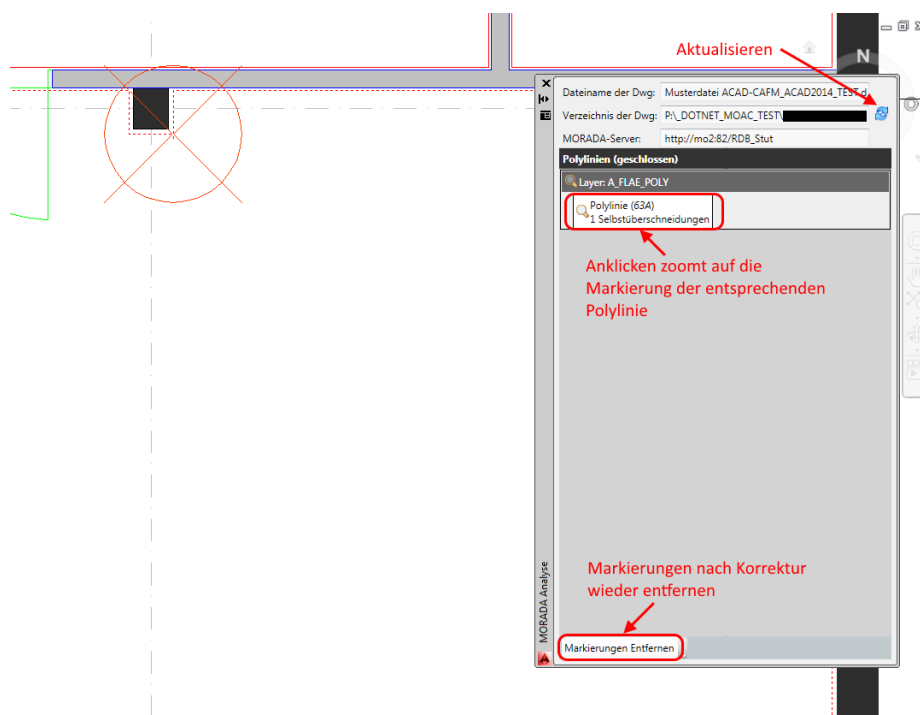 Aktualisieren
N
Dateiname der Dwg: Musterdatei ACAD-CAFM_ACAD2014_TEST.d
Verzeichnis der Dwg: P:\_DOTNET_MOAC_TEST\
MORADA-Server: http://mo2:82/RDB_Stut
Polylinien (geschlossen)
Layer: A_FLAE_POLY
Polylinie (63A)
1 Selbstüberschneidungen
Anklicken zoomt auf die
Markierung der entsprechenden
Polylinie
Markierungen nach Korrektur
wieder entfernen
MORADA Analyse
Markierungen Entfernen